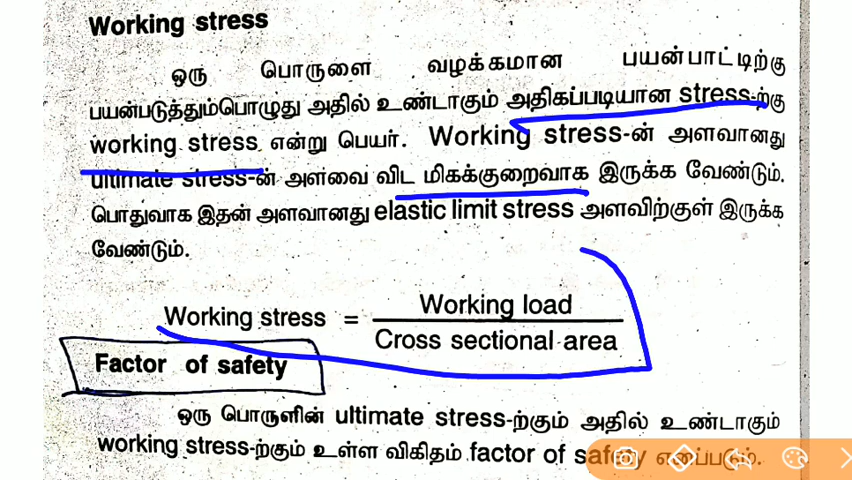 Working stress
ஒரு பொருளை வழக்கமான பயன்பாட்டிற்கு
பயன்படுத்தும்பொழுது அதில் உண்டாகும் அதிகப்படியான stress-ற்கு
working stress என்று பெயர். Working stress-ன் அளவானது
ultimate stress-ன் அளவை விட மிகக்குறைவாக இருக்க வேண்டும்.
பொதுவாக இதன் அளவானது elastic limit stress அளவிற்குள் இருக்க
வேண்டும்.
Working stress = Working load
Cross sectional area
Factor of safety
ஒரு பொருளின் ultimate stress-ற்கும் அதில் உண்டாகும்
working stress-ற்கும் உள்ள விகிதம் factor of safety எனப்படும்.